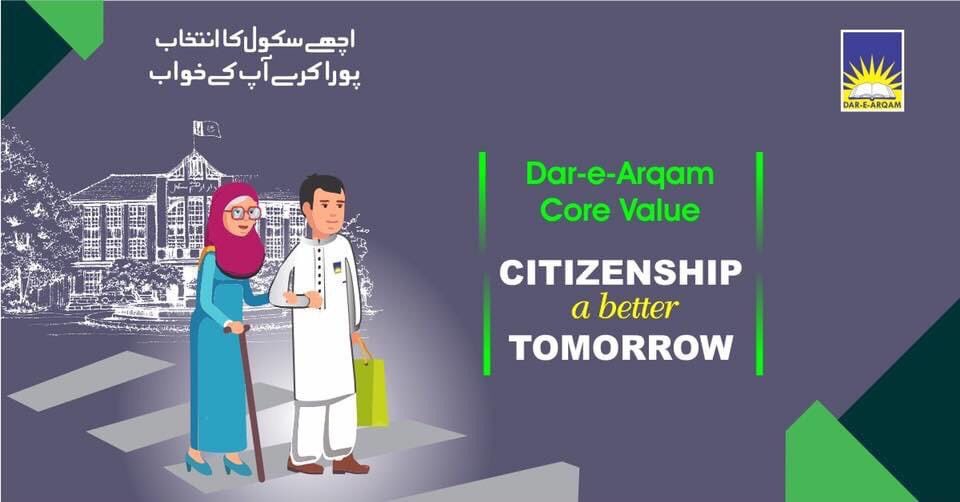 اچھے سکول کا انتخاب
پورا کرے آپ کے خواب
DAR-E-ARQAM
Dar-e-Arqam
Core Value
CITIZENSHIP
a better
TOMORROW